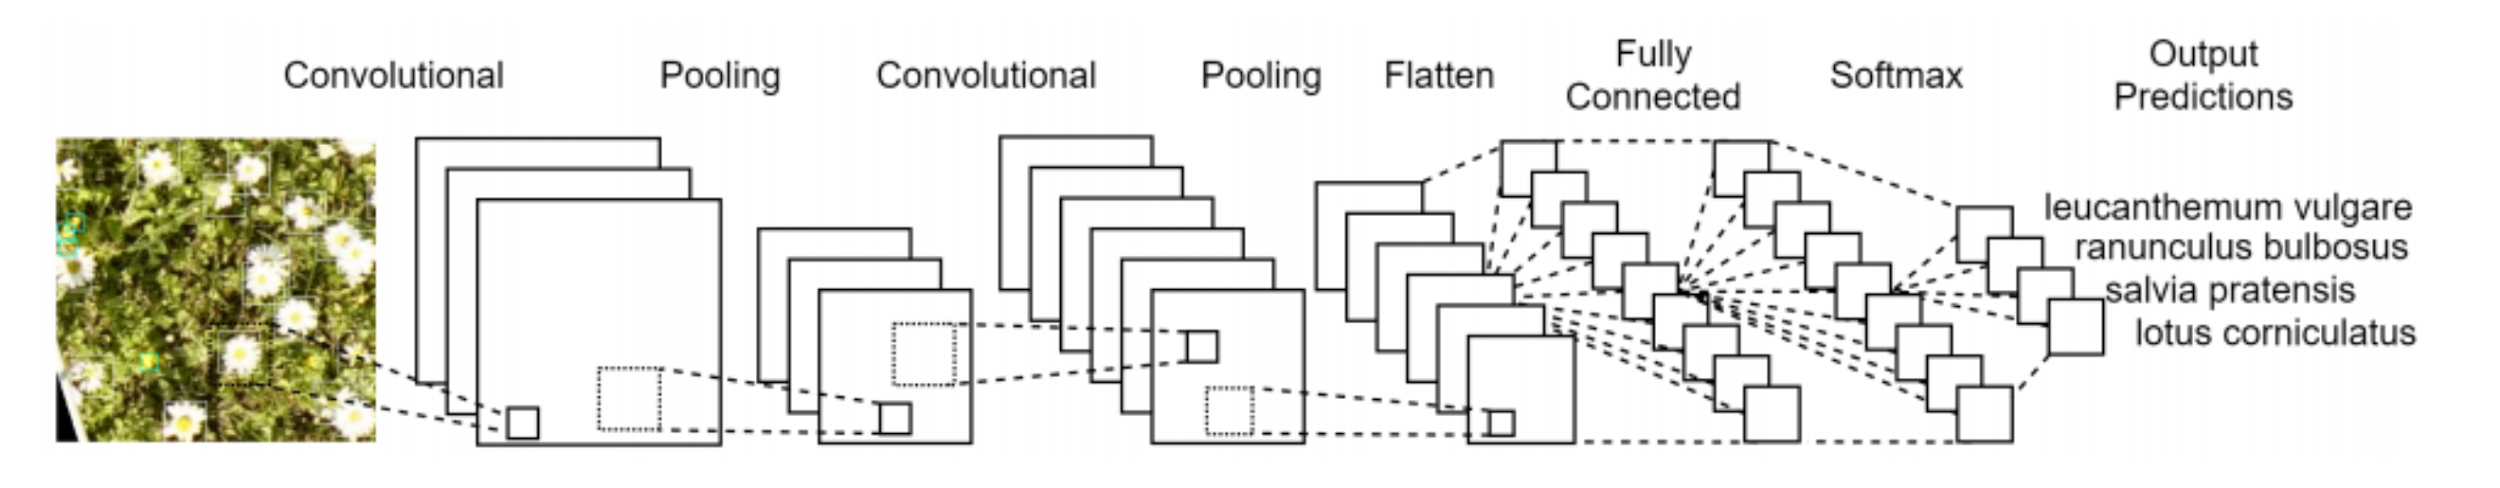 Convolutional
Pooling
Convolutional
Pooling
Flatten
Fully
Connected
Softmax
Output
Predictions
leucanthemum vulgare
ranunculus bulbosus
salvia pratensis
lotus corniculatus